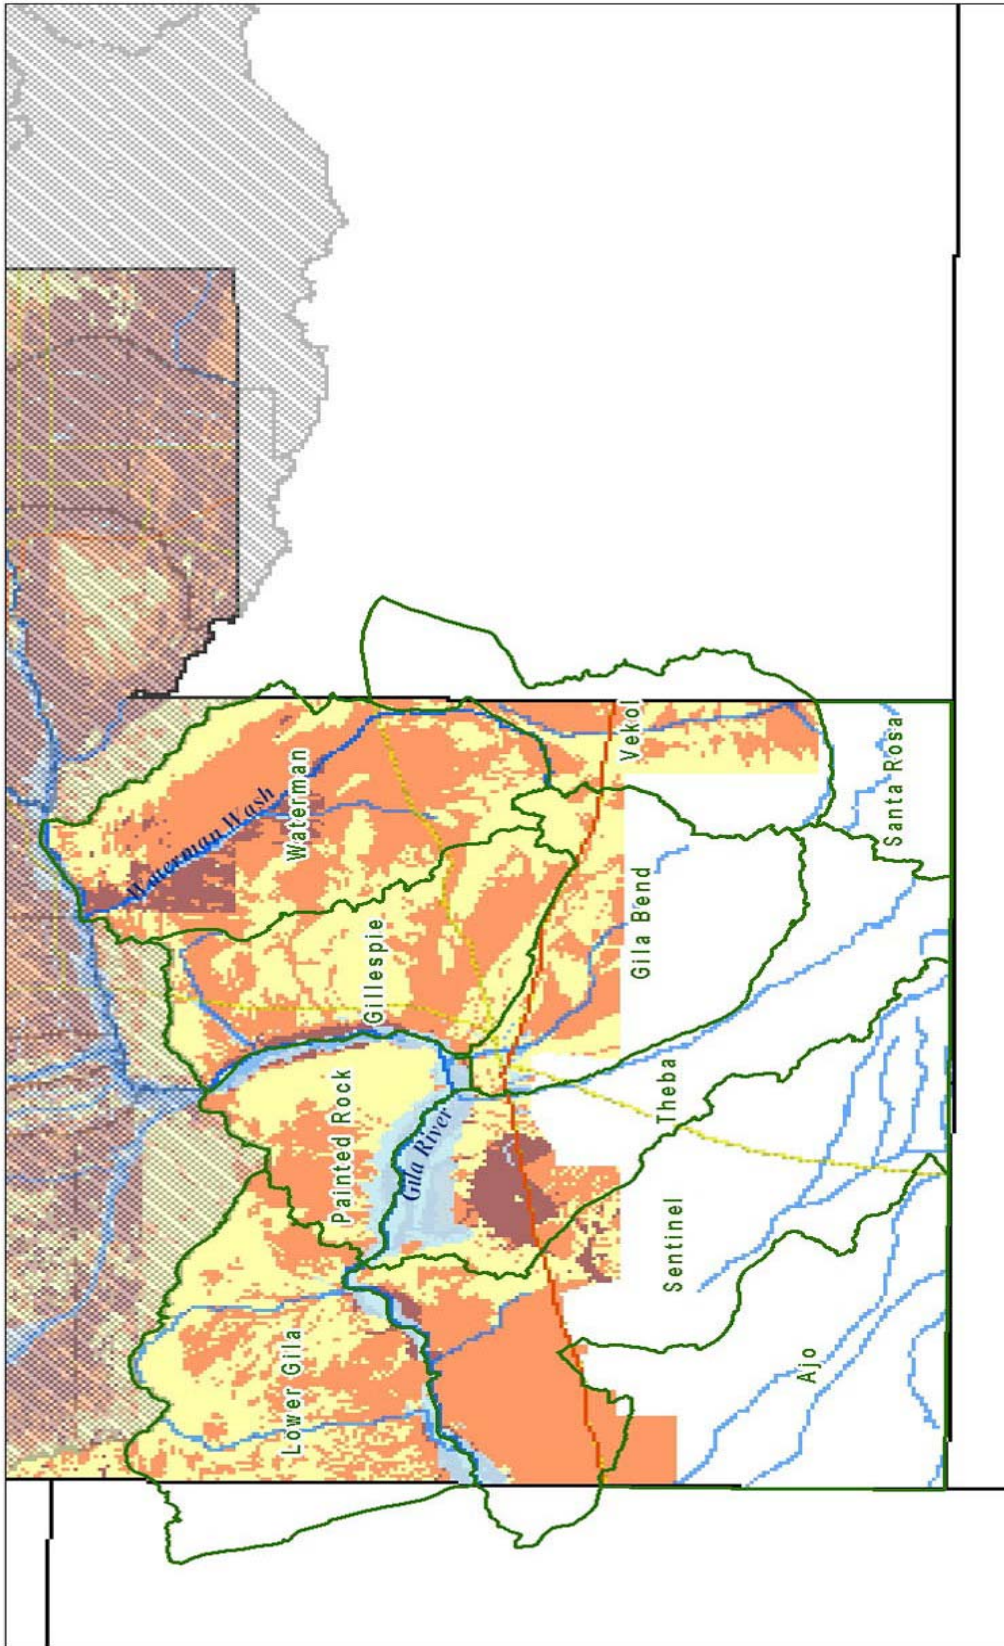 Waterman Wash
Waterman
Vekol
Santa Rosa
Gillespie
Gila Bend
Painted Rock
Gila River
Theba
Sentinel
Lower Gila
Ajo